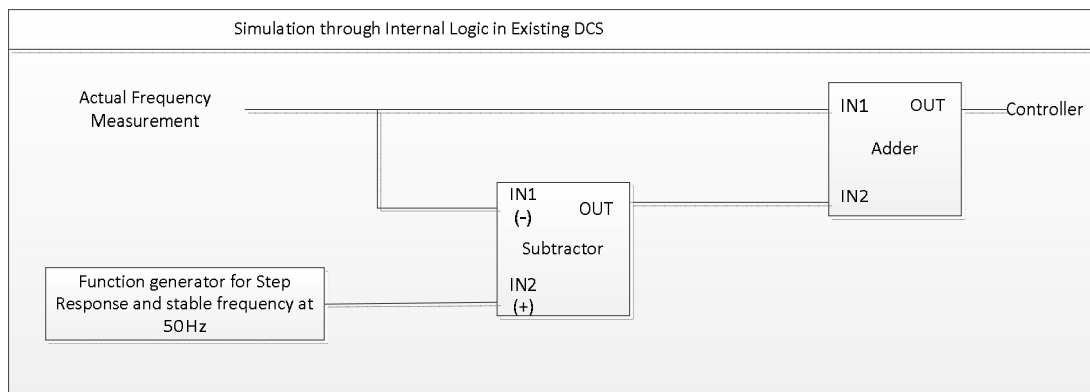 Simulation through Internal Logic in Existing DCS
Actual Frequency
Measurement
IN1
OUT
Controller
Adder
IN2
IN1
(-)
OUT
Subtractor
IN2
(+)
Function generator for Step
Response and stable frequency at
50Hz